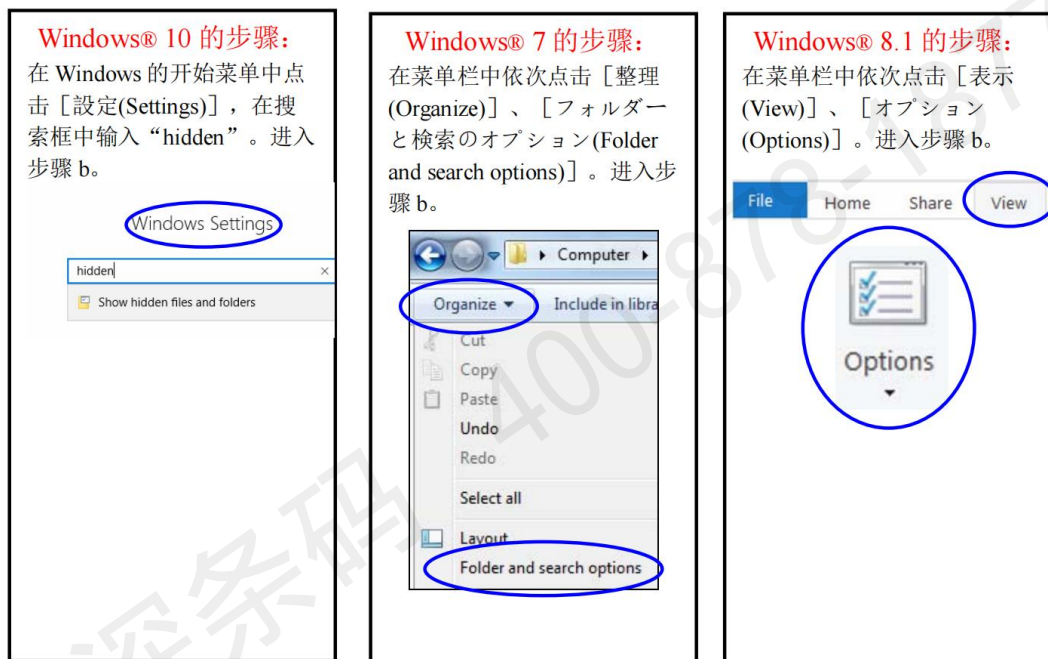 Windows® 10 的步骤：
在 Windows 的开始菜单中点
击［設定(Settings)］，在搜
索框中输入“hidden”。进入
步骤 b。
Windows Settings
hidden
Show hidden files and folders
Windows® 7 的步骤：
在菜单栏中依次点击［整理
(Organize)］、［フォルダー
と検索のオプション(Folder
and search options)］。进入步
骤 b。
Computer
Organize
Include in libra
Cut
Copy
Paste
Undo
Redo
Select all
Layout
Folder and search options
Windows® 8.1 的步骤：
在菜单栏中依次点击［表示
(View)］、［オプション
(Options)］。进入步骤 b。
File Home Share View
Options
深条码 400-878-187